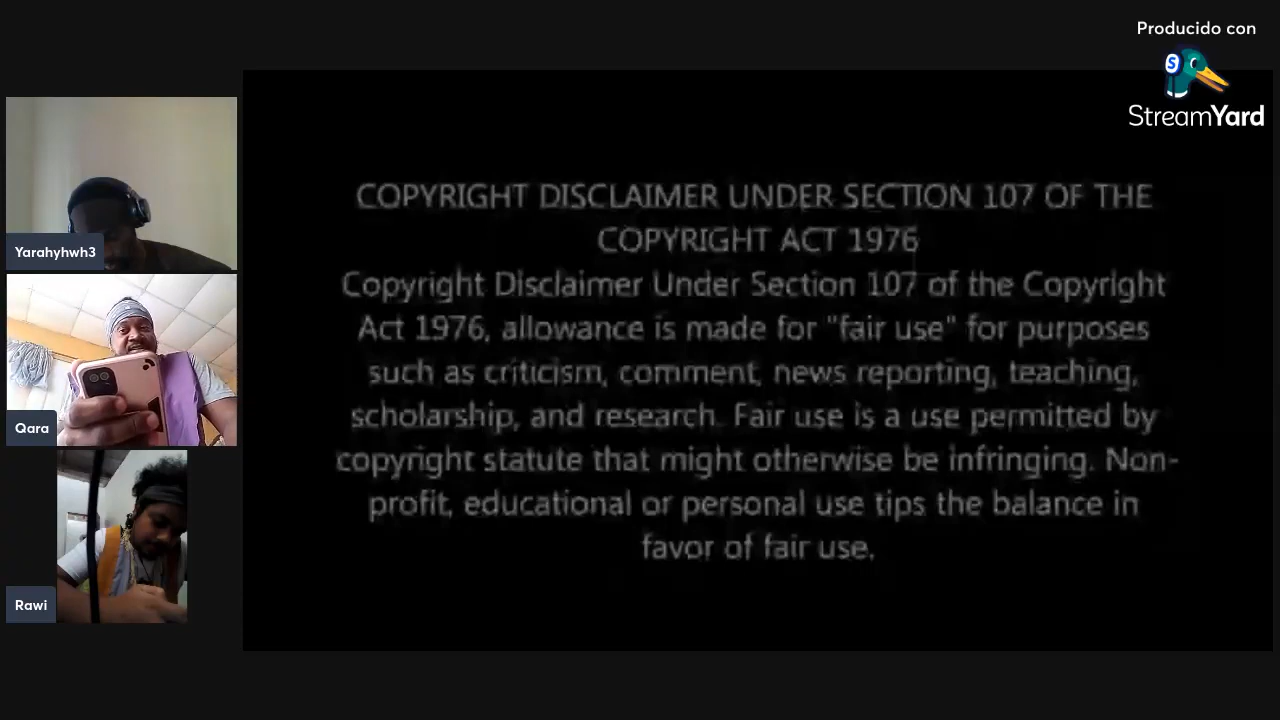 Producido con
StreamYard
COPYRIGHT DISCLAIMER UNDER SECTION 107 OF THE
COPYRIGHT ACT 1976
Copyright Disclaimer Under Section 107 of the Copyright
Act 1976, allowance is made for "fair use" for purposes
such as criticism, comment, news reporting, teaching,
scholarship, and research. Fair use is a use permitted by
copyright statute that might otherwise be infringing. Non-
profit, educational or personal use tips the balance in
favor of fair use.
Yarahyhwh3
Qara
Rawi